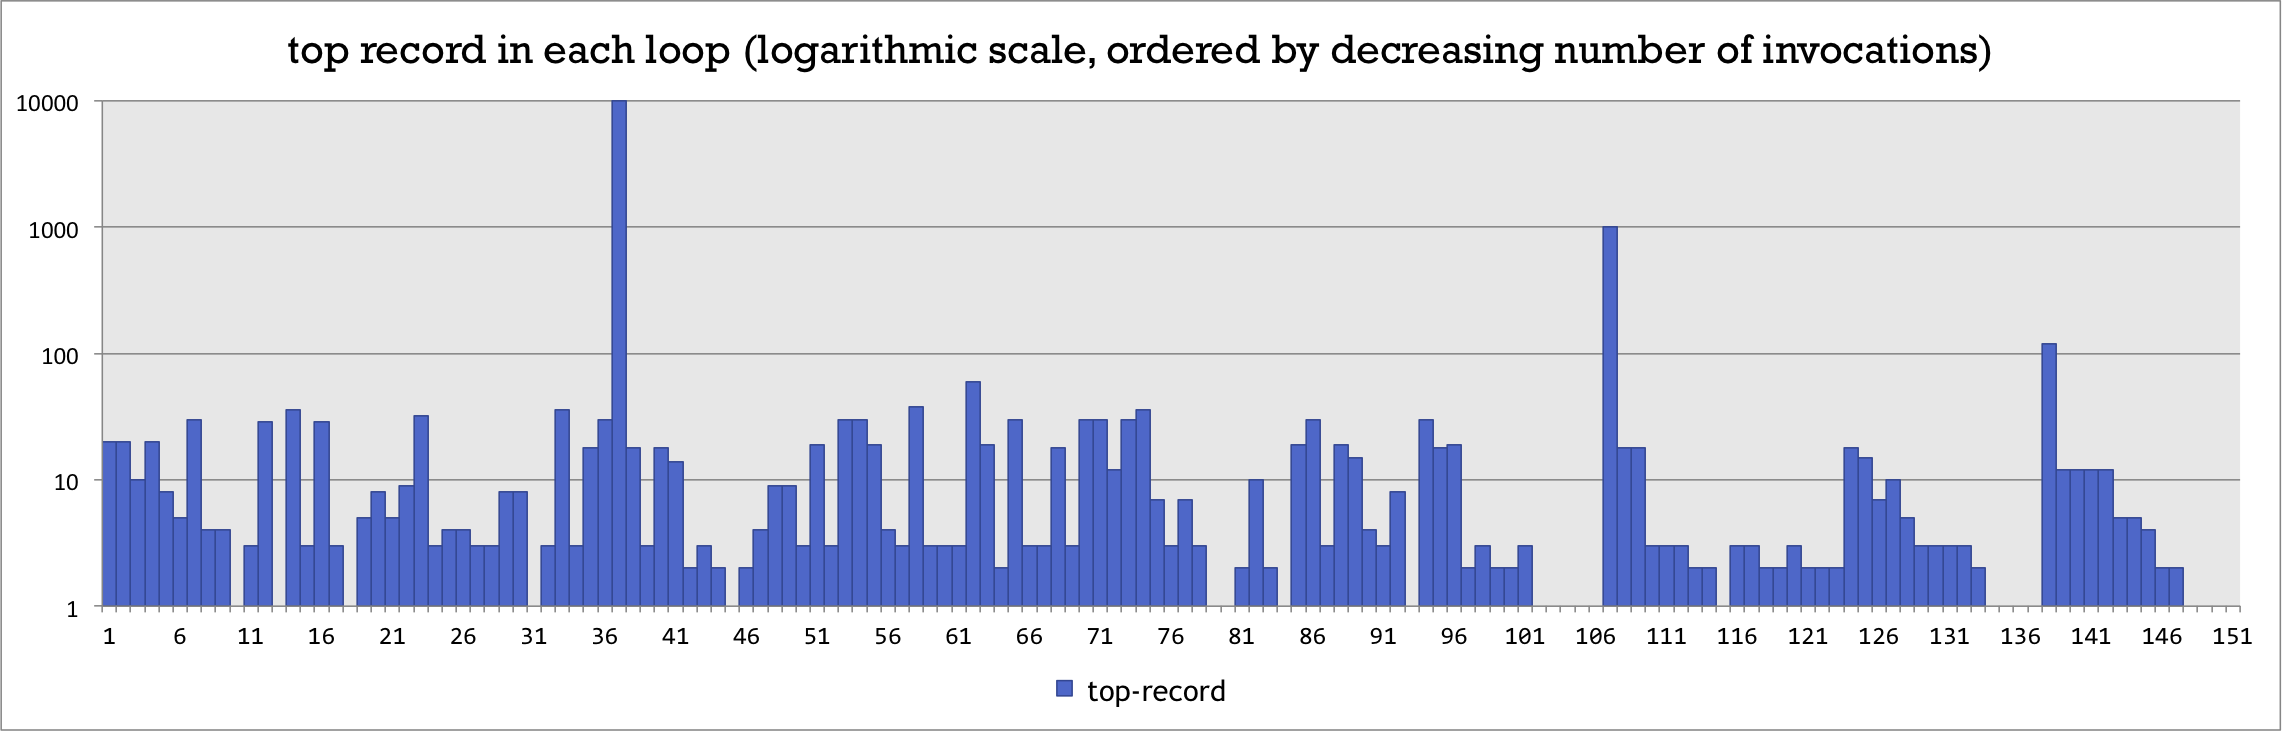 top record in each loop (logarithmic scale, ordered by decreasing number of invocations)
10000
1000
100
10
1
1 6 11 16 21 26 31 36 41 46 51 56 61 66 71 76 81 86 91 96 101 106 111 116 121 126 131 136 141 146 151
top-record